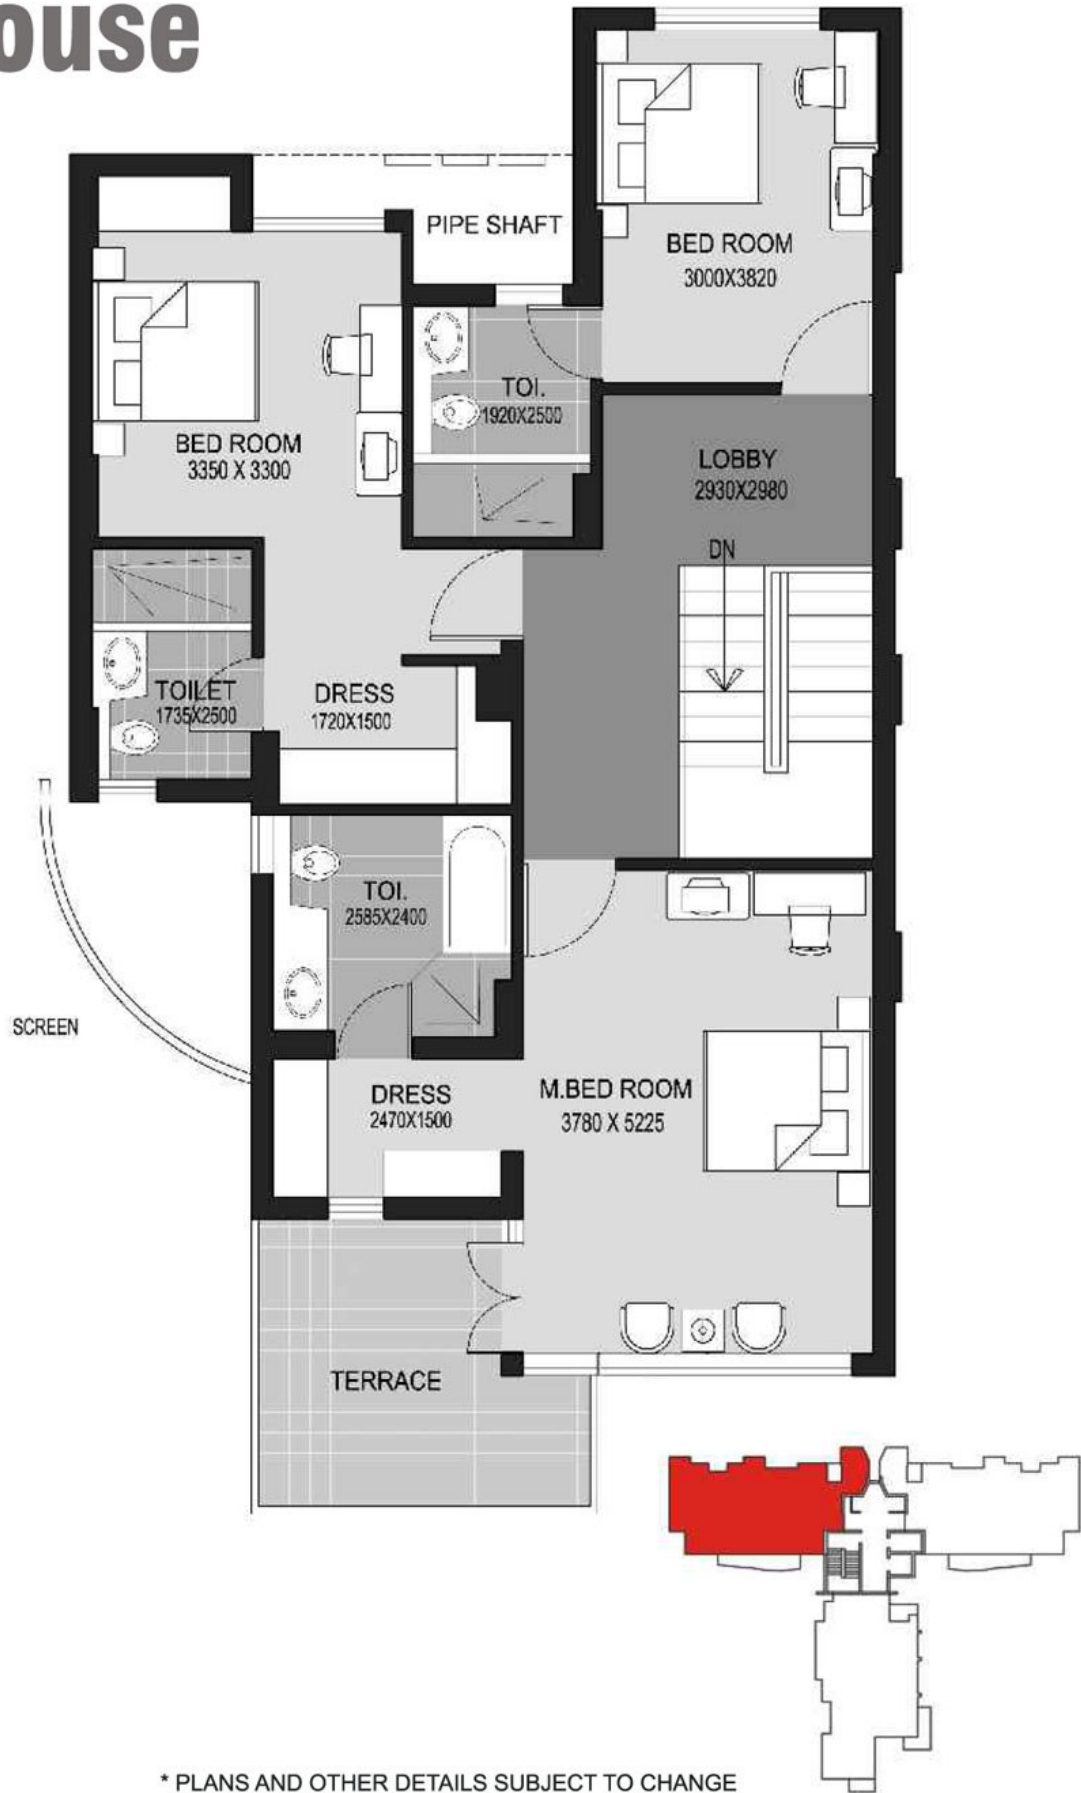 ouse
PIPE SHAFT
BED ROOM
3000X3820
TOI.
1920X2500
BED ROOM
3350 X 3300
LOBBY
2930X2980
DN
TOILET
1735X2500
DRESS
1720X1500
TOI.
2585X2400
SCREEN
DRESS
2470X1500
M.BED ROOM
3780 X 5225
TERRACE
* PLANS AND OTHER DETAILS SUBJECT TO CHANGE